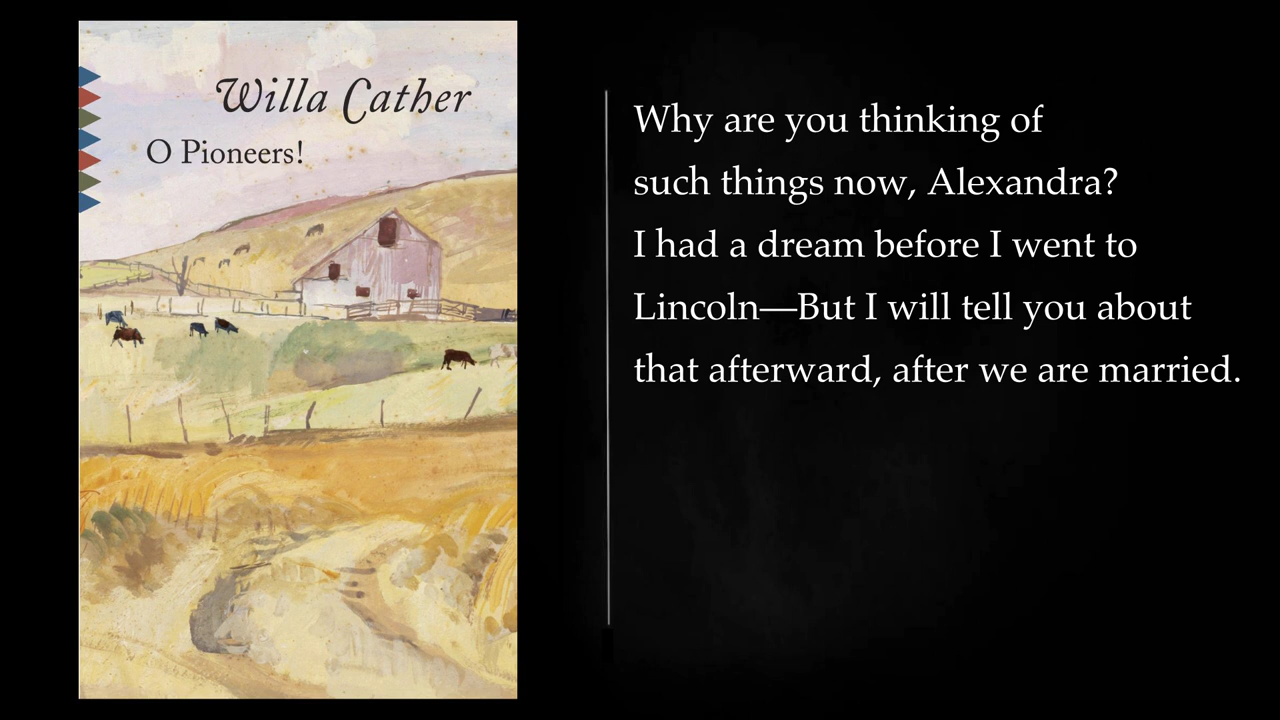 Willa Cather
O Pioneers!
Why are you thinking of
such things now, Alexandra?
I had a dream before I went to
Lincoln—But I will tell you about
that afterward, after we are married.